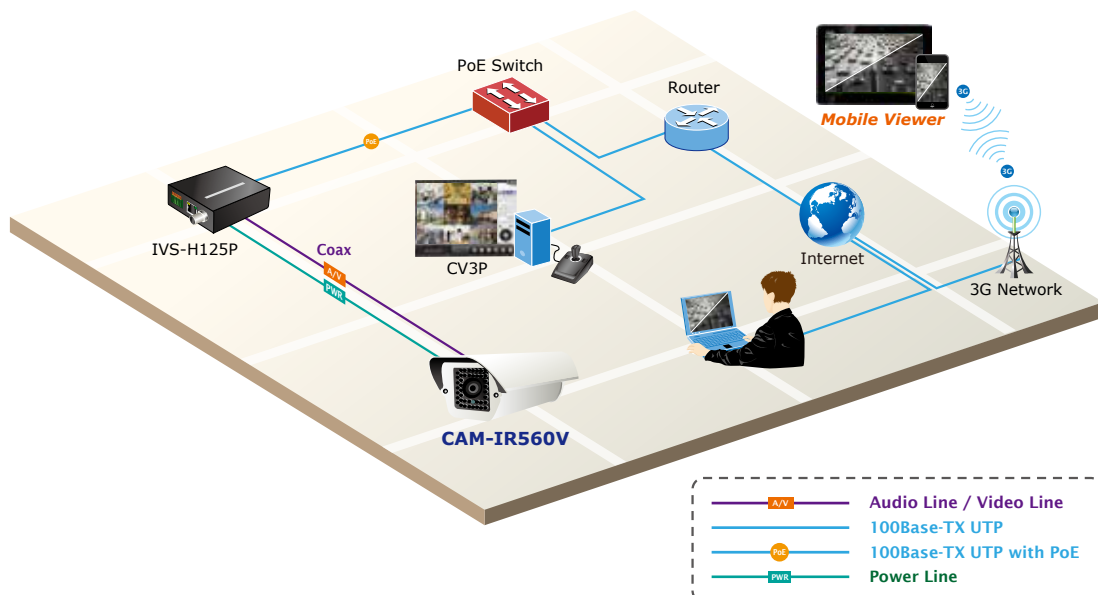 PoE Switch
Router
3G
Mobile Viewer
3G
PoE
IVS-H125P
Coax
A/V
PWR
CV3P
Internet
3G Network
CAM-IR560V
A/V Audio Line / Video Line
100Base-TX UTP
PoE 100Base-TX UTP with PoE
PWR Power Line